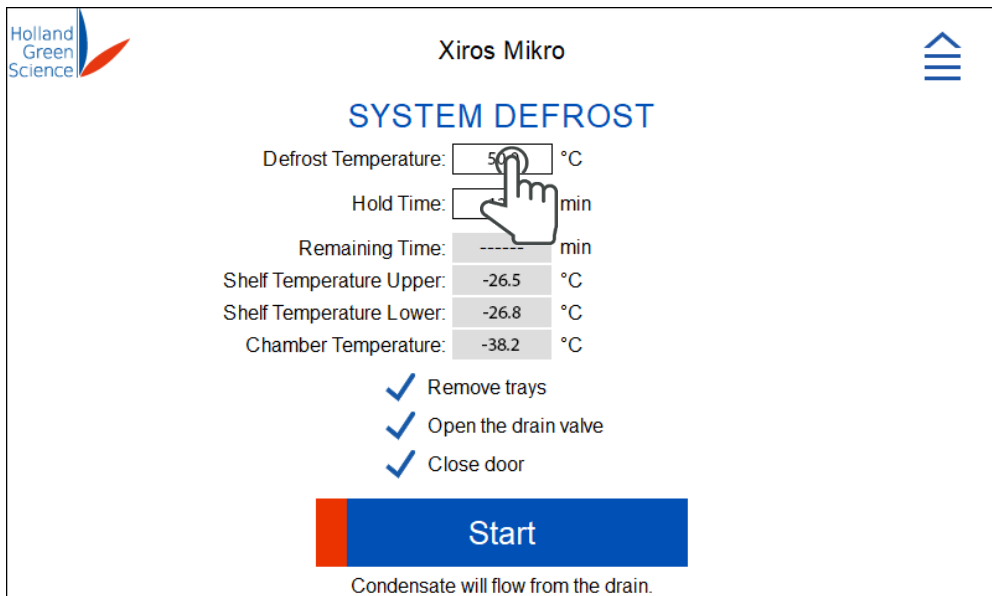 Holland
Green
Science
Xiros Mikro
SYSTEM DEFROST
Defrost Temperature: °C
Hold Time: min
Remaining Time: ------ min
Shelf Temperature Upper: -26.5 °C
Shelf Temperature Lower: -26.8 °C
Chamber Temperature: -38.2 °C
Remove trays
Open the drain valve
Close door
Start
Condensate will flow from the drain.